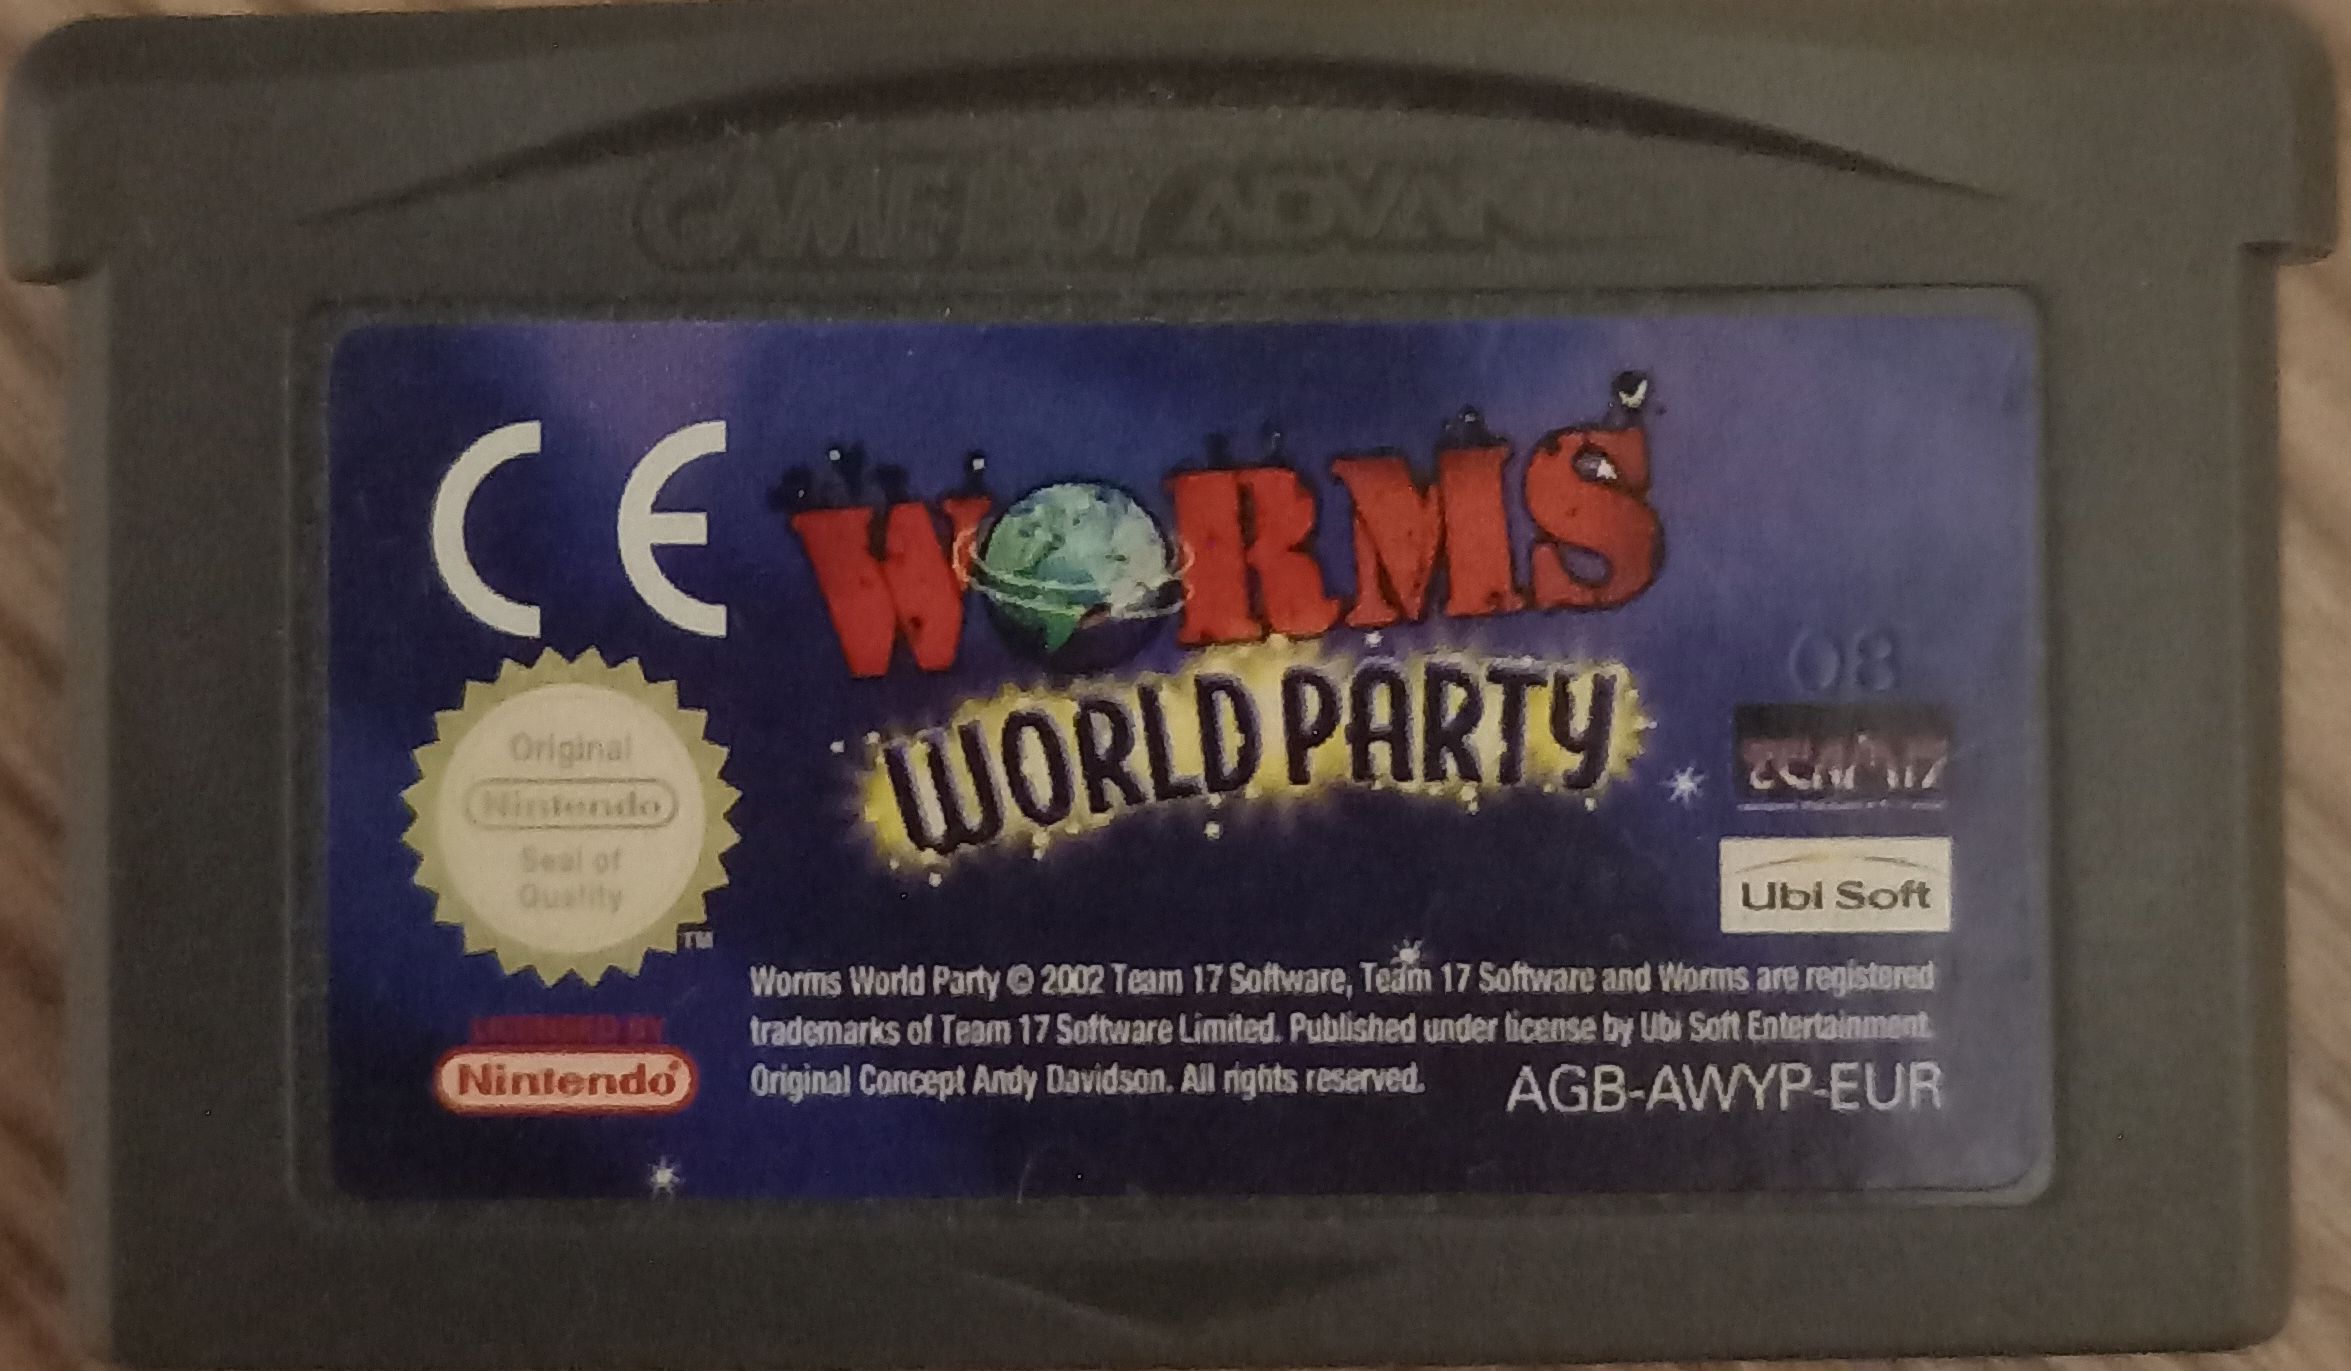 GAME BOY ADVANCE
CE
WORMS
WORLD PARTY
08
TEAM17
Original
Nintendo
Seal of
Quality
TM
Ubi Soft
Worms World Party © 2002 Team 17 Software, Team 17 Software and Worms are registered
trademarks of Team 17 Software Limited. Published under license by Ubi Soft Entertainment.
Original Concept Andy Davidson. All rights reserved.
AGB-AWYP-EUR
LICENSED BY
Nintendo